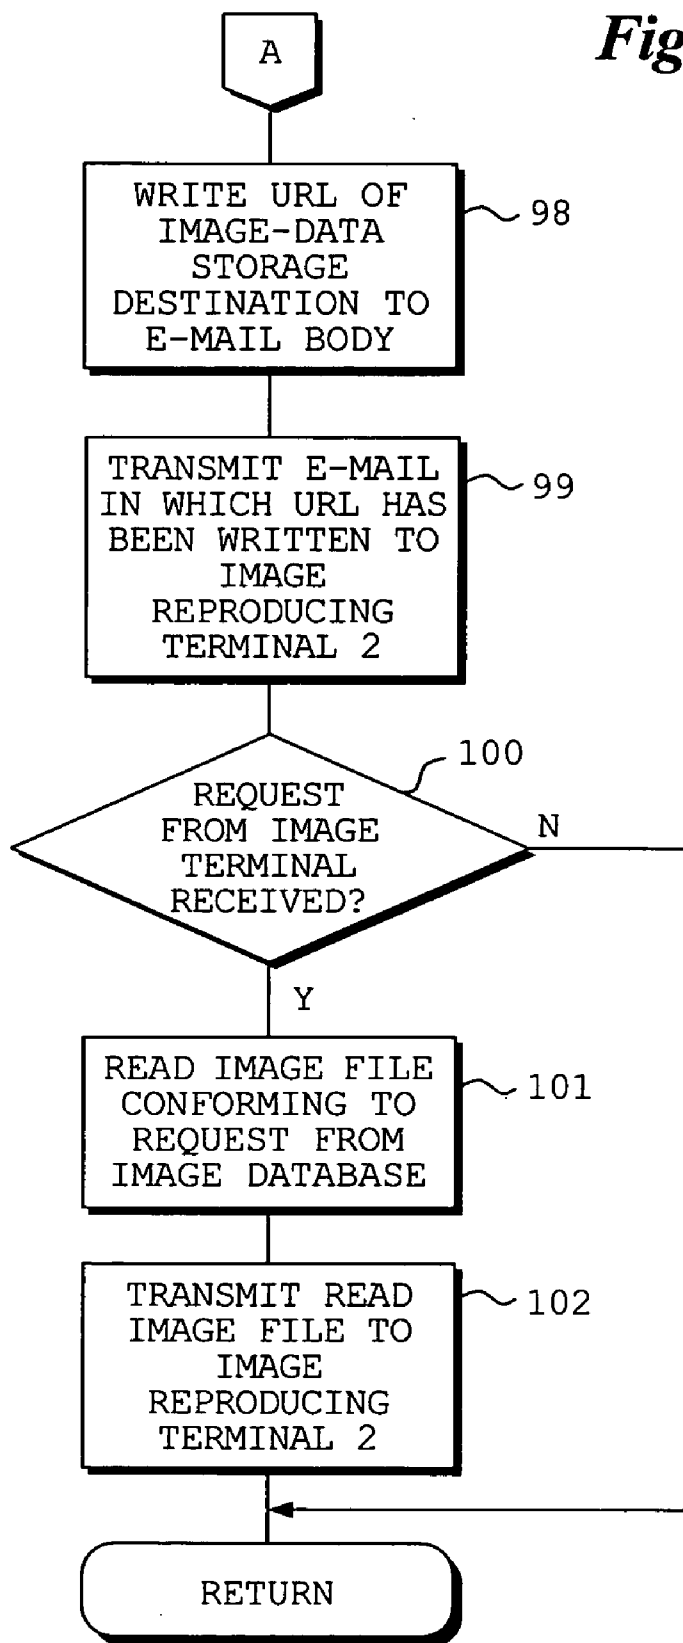 A
Fig
WRITE URL OF
IMAGE-DATA
STORAGE
DESTINATION TO
E-MAIL BODY
98
TRANSMIT E-MAIL
IN WHICH URL HAS
BEEN WRITTEN TO
IMAGE
REPRODUCING
TERMINAL 2
99
100
REQUEST
FROM IMAGE
TERMINAL
RECEIVED?
N
Y
READ IMAGE FILE
CONFORMING TO
REQUEST FROM
IMAGE DATABASE
101
TRANSMIT READ
IMAGE FILE TO
IMAGE
REPRODUCING
TERMINAL 2
102
RETURN